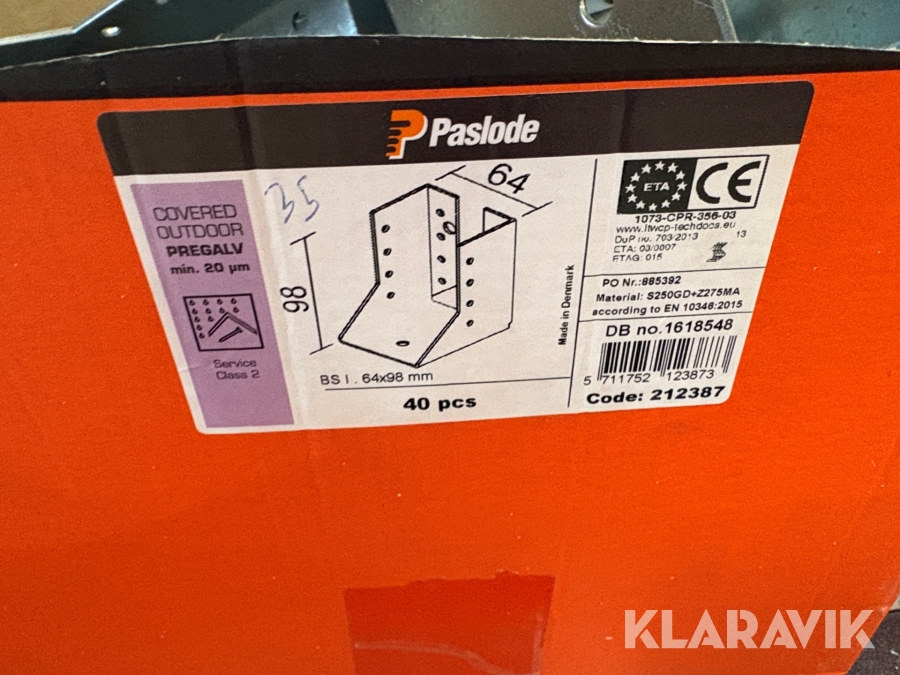 Paslode
COVERED
OUTDOOR
PREGALV
min. 20 µm
Service
Class 2
35
64
98
BS I . 64x98 mm
40 pcs
Made in Denmark
ETA
CE
1073-CPR-356-03
www.itwcp-techdocs.eu
DoP no. 703/2013
13
ETA: 03/0007
ETAG: 015
PO Nr.:885392
Material: S250GD+Z275MA
according to EN 10346:2015
DB no.1618548
5 711752 123873
Code: 212387
KLARAVIK